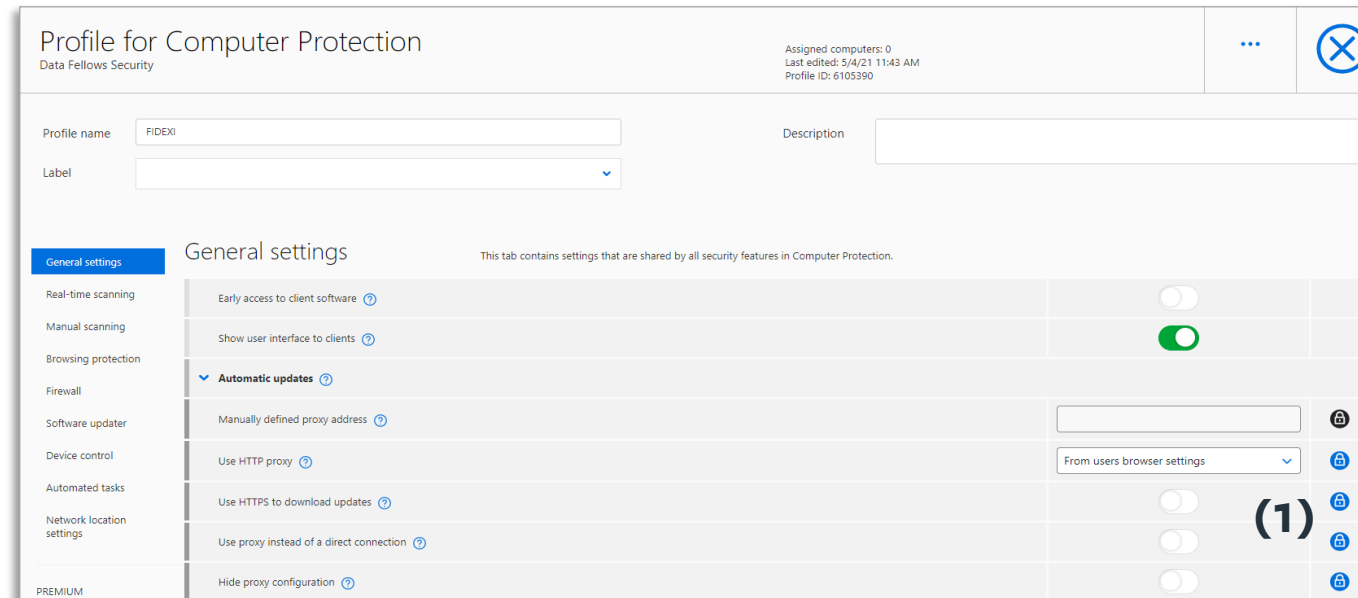 Profile for Computer Protection
Data Fellows Security
Assigned computers: 0
Last edited: 5/4/21 11:43 AM
Profile ID: 6105390
Profile name
FIDEXI
Description
Label
General settings
Real-time scanning
Manual scanning
Browsing protection
Firewall
Software updater
Device control
Automated tasks
Network location
settings
PREMIUM
General settings
This tab contains settings that are shared by all security features in Computer Protection.
Early access to client software
Show user interface to clients
Automatic updates
Manually defined proxy address
Use HTTP proxy
From users browser settings
Use HTTPS to download updates
(1)
Use proxy instead of a direct connection
Hide proxy configuration